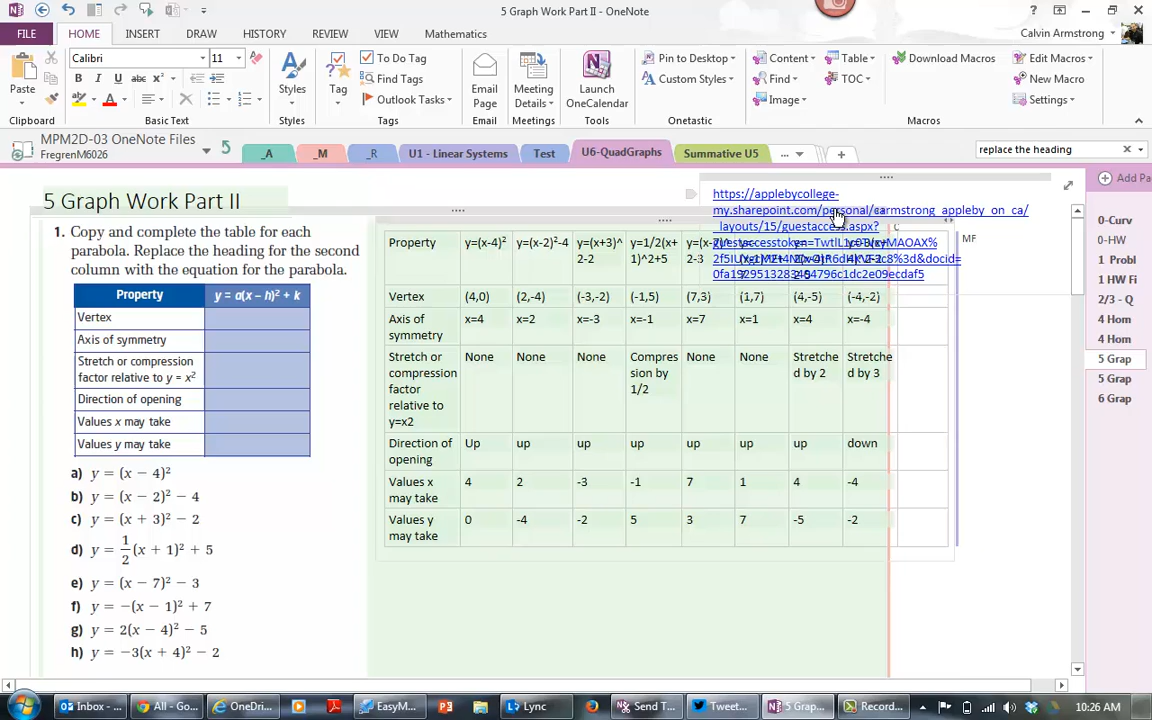 5 Graph Work Part II - OneNote
FILE HOME INSERT DRAW HISTORY REVIEW VIEW Mathematics
Calvin Armstrong
Calibri 11
B I U abc x²
To Do Tag
Find Tags
Outlook Tasks
Paste Styles Tag
Email Page
Meeting Details
Launch OneCalendar
Pin to Desktop
Custom Styles
Content
Find
Image
Table
TOC
Download Macros
Edit Macros
New Macro
Settings
Clipboard Basic Text Styles Tags Email Meetings Tools Onetastic Macros
MPM2D-03 OneNote Files
FregrenM6026
_A _M _R U1 - Linear Systems Test U6-QuadGraphs Summative U5 ...
replace the heading
Add Pa
0-Curv
0-HW
1 Probl
1 HW Fi
2/3 - Q
4 Hom
4 Hom
5 Grap
5 Grap
6 Grap
5 Graph Work Part II
https://applebycollege-
my.sharepoint.com/personal/carmstrong_appleby_on_ca/
_layouts/15/guestaccess.aspx?
MF
1. Copy and complete the table for each
parabola. Replace the heading for the second
column with the equation for the parabola.
Property y = a(x – h)² + k
Vertex
Axis of symmetry
Stretch or compression
factor relative to y = x²
Direction of opening
Values x may take
Values y may take
a) y = (x – 4)²
b) y = (x – 2)² – 4
c) y = (x + 3)² – 2
d) y = 1/2 (x + 1)² + 5
e) y = (x – 7)² – 3
f) y = –(x – 1)² + 7
g) y = 2(x – 4)² – 5
h) y = –3(x + 4)² – 2
Property y=(x-4)² y=(x-2)²-4 y=(x+3)^2-2 y=1/2(x+1)^2+5
Vertex (4,0) (2,-4) (-3,-2) (-1,5) (7,3) (1,7) (4,-5) (-4,-2)
Axis of symmetry x=4 x=2 x=-3 x=-1 x=7 x=1 x=4 x=-4
Stretch or compression factor relative to y=x2 None None None Compression by 1/2 None None Stretched by 2 Stretched by 3
Direction of opening Up up up up up up up down
Values x may take 4 2 -3 -1 7 1 4 -4
Values y may take 0 -4 -2 5 3 7 -5 -2
Inbox - ... All - Go... OneDri... EasyM... Lync Send T... Tweet... 5 Grap... Record... 10:26 AM